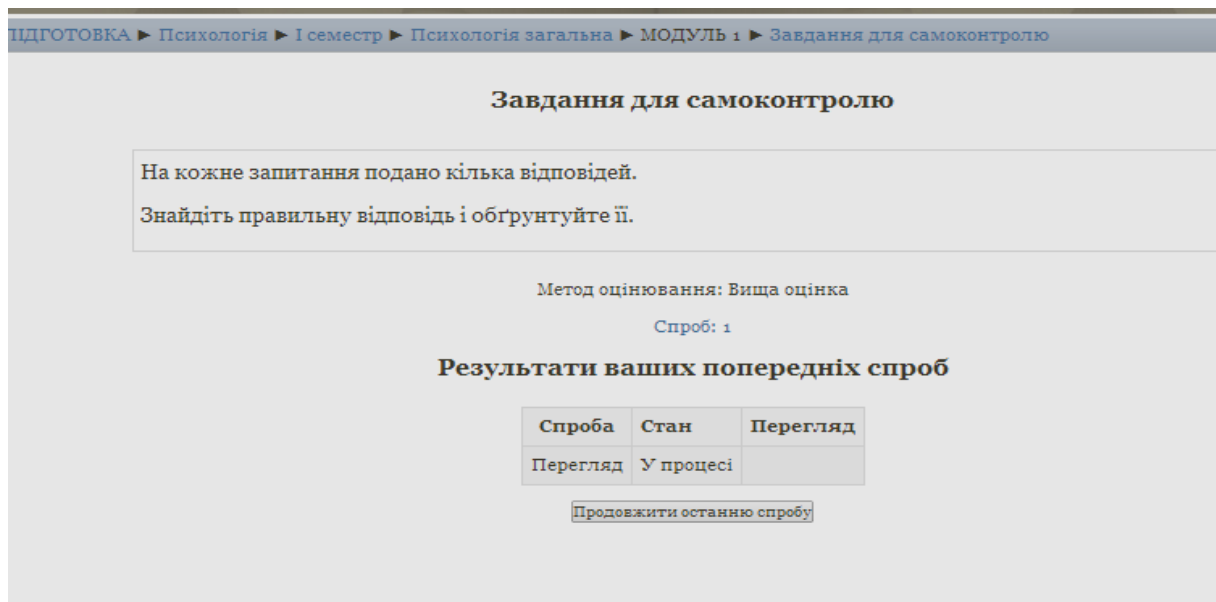 ПІДГОТОВКА ► Психологія ► І семестр ► Психологія загальна ► МОДУЛЬ 1 ► Завдання для самоконтролю
Завдання для самоконтролю
На кожне запитання подано кілька відповідей.
Знайдіть правильну відповідь і обґрунтуйте її.
Метод оцінювання: Вища оцінка
Спроб: 1
Результати ваших попередніх спроб
Спроба Стан Перегляд
Перегляд У процесі
Продовжити останню спробу